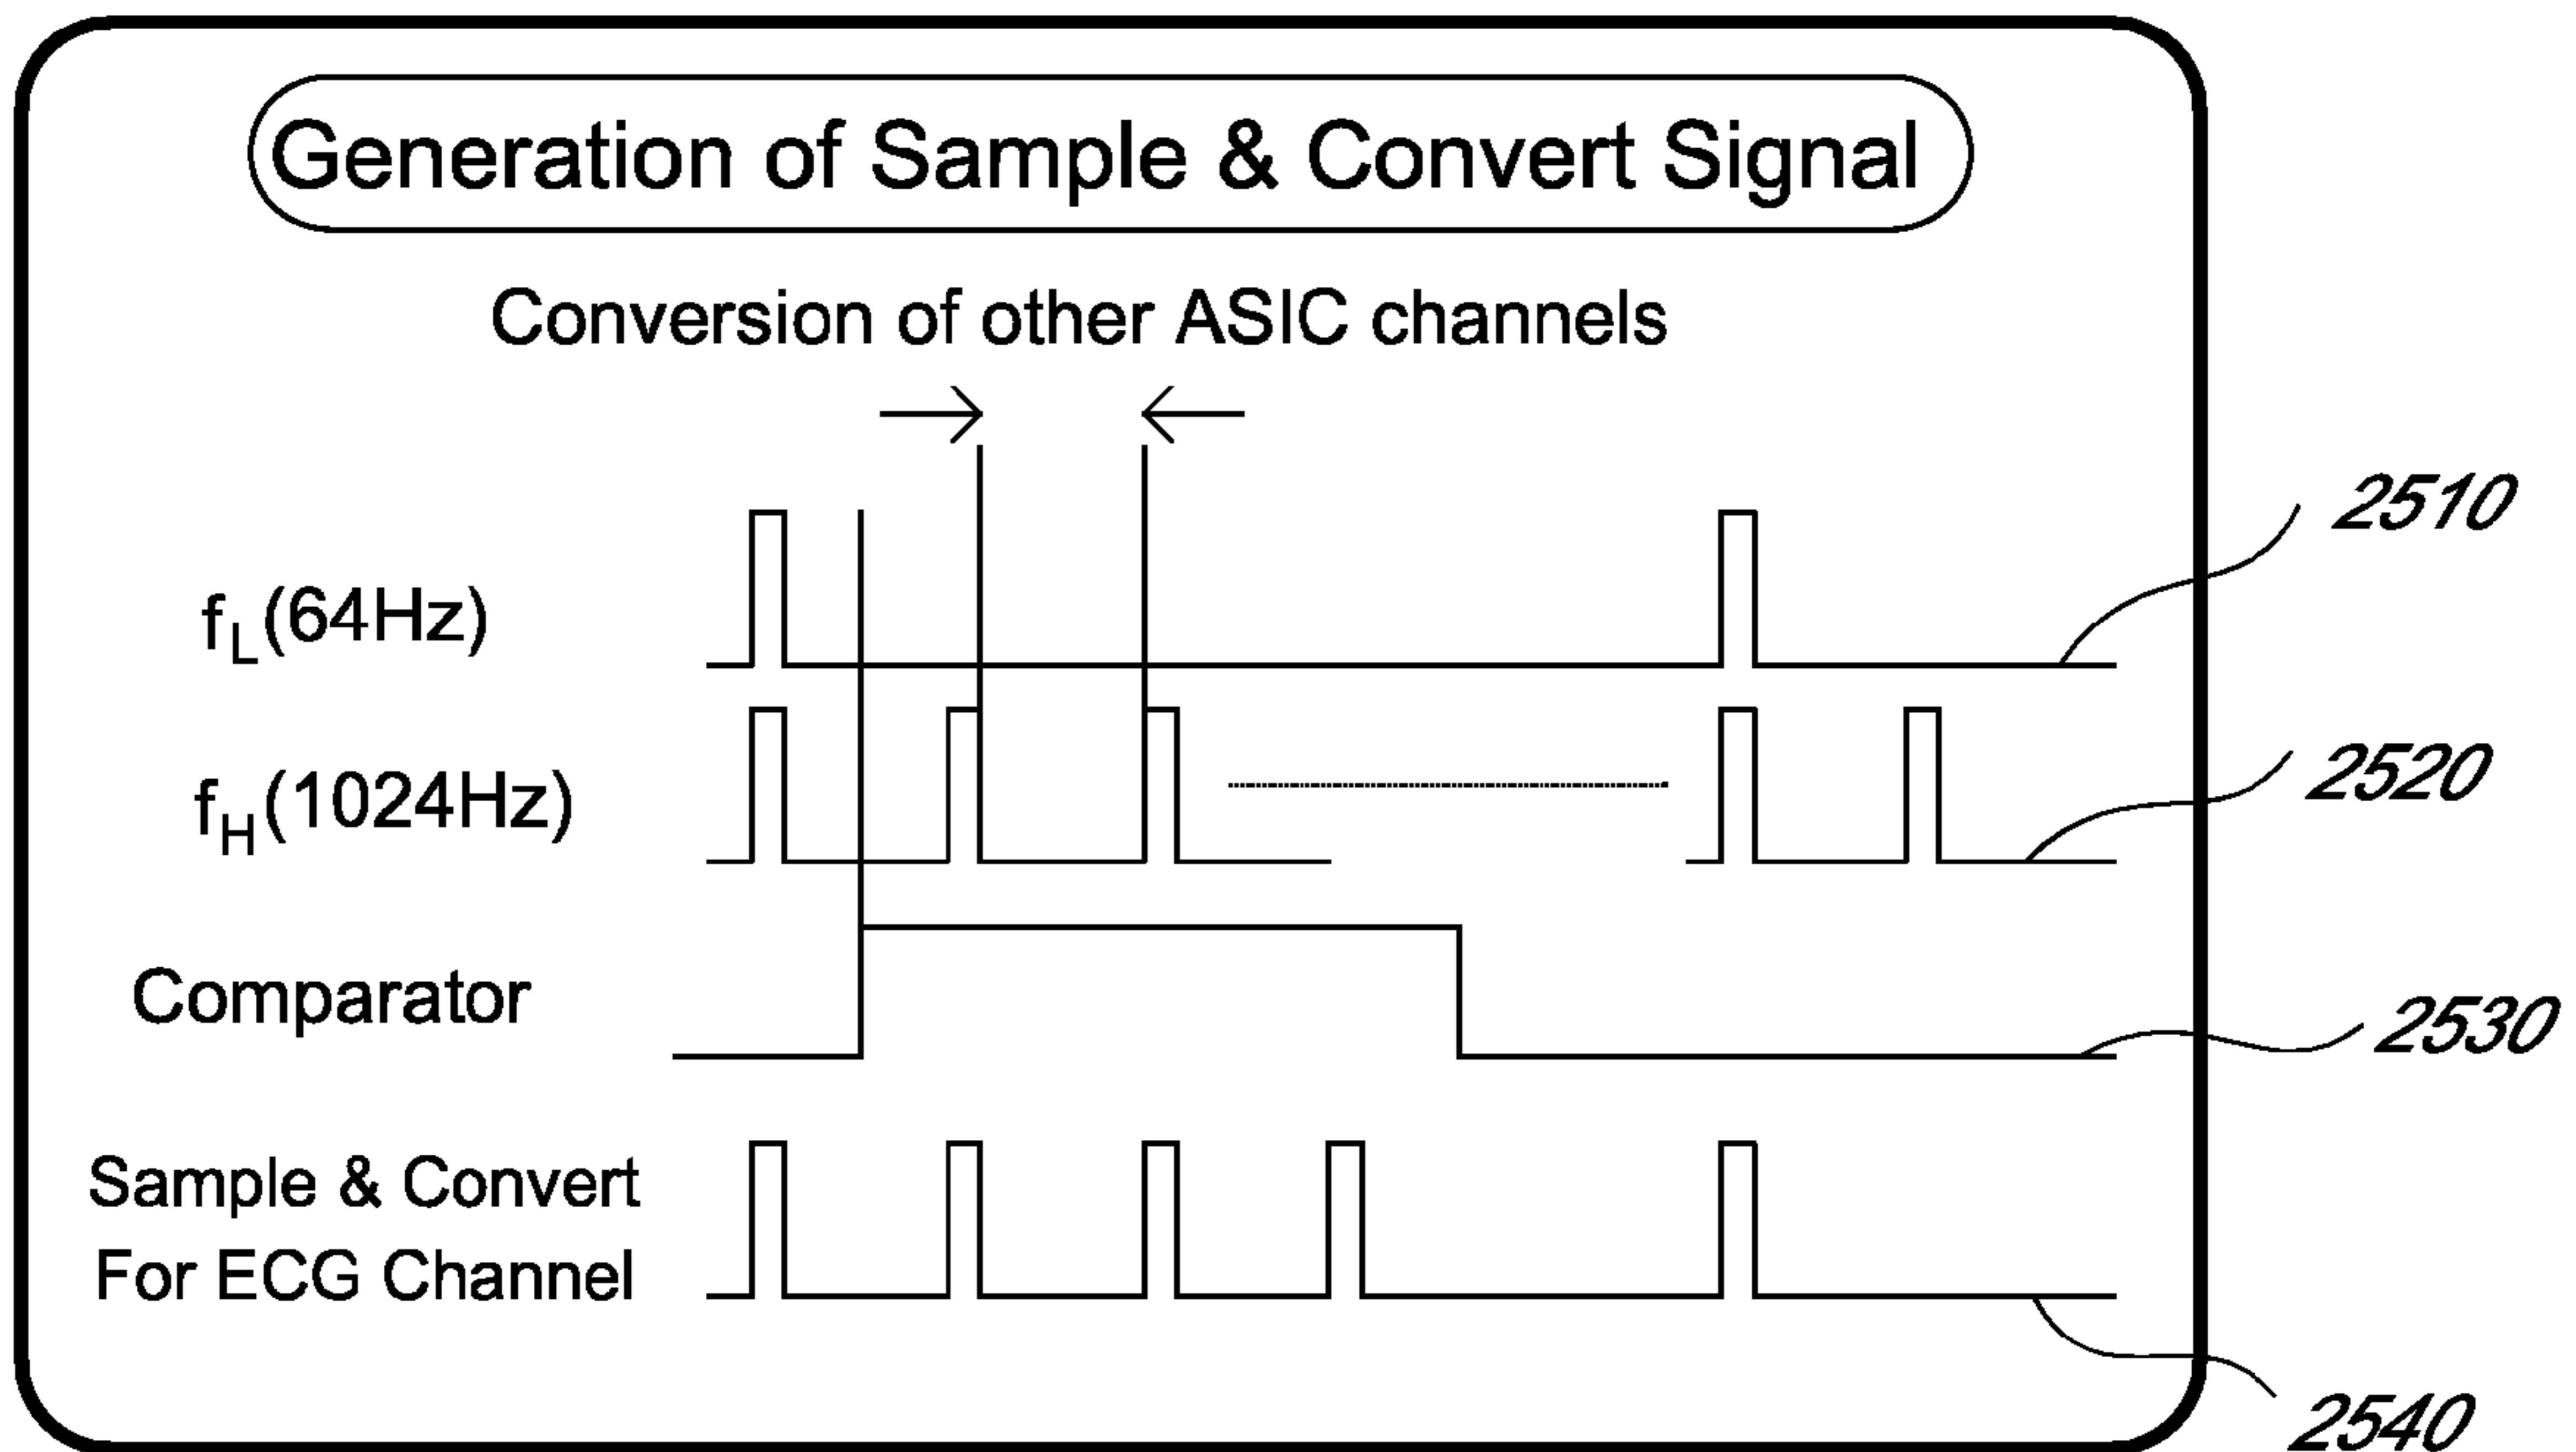 Generation of Sample & Convert Signal
Conversion of other ASIC channels
2510
fL(64Hz)
2520
fH(1024Hz)
Comparator
2530
Sample & Convert
For ECG Channel
2540